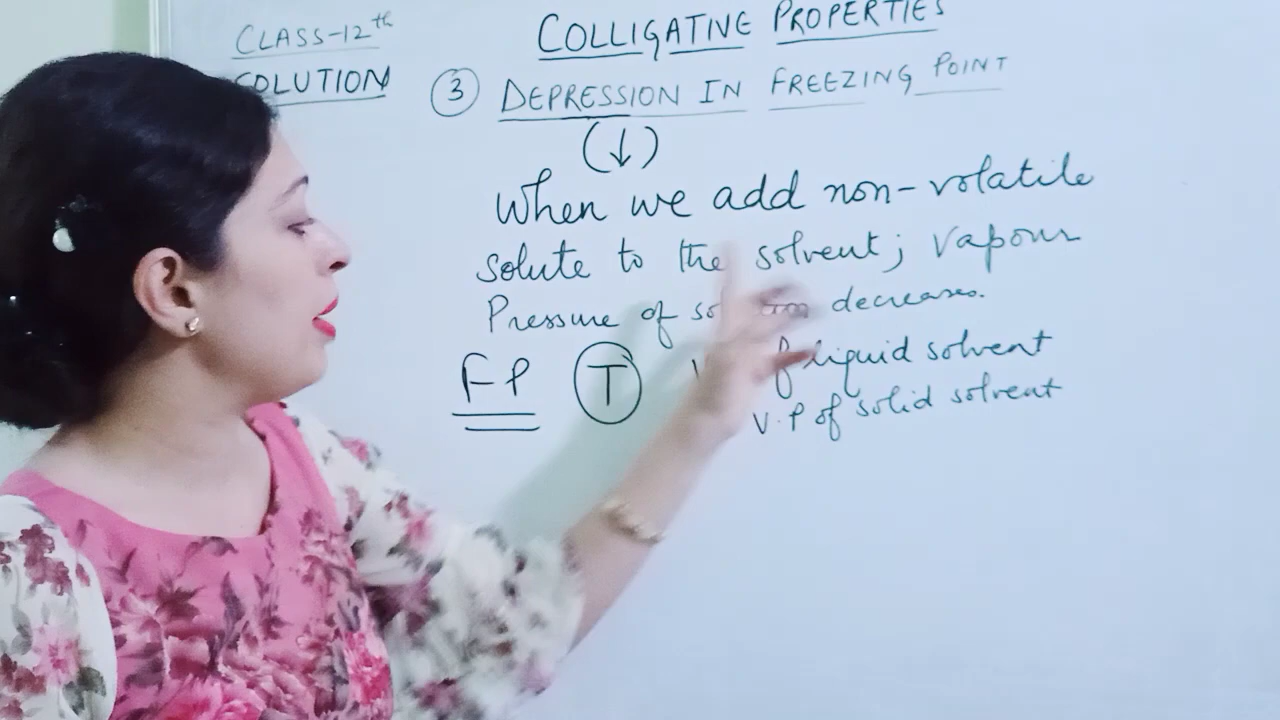 CLASS-12th
COLLIGATIVE PROPERTIES
SOLUTION
③ DEPRESSION IN FREEZING POINT
(↓)
When we add non-volatile
solute to the solvent; Vapour
Pressure of decreases.
FP T liquid solvent
V.P of solid solvent